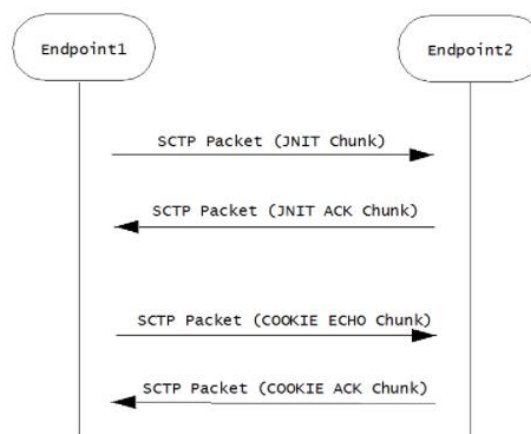 Endpoint1
Endpoint2
SCTP Packet (JNIT Chunk)
SCTP Packet (JNIT ACK Chunk)
SCTP Packet (COOKIE ECHO Chunk)
SCTP Packet (COOKIE ACK Chunk)